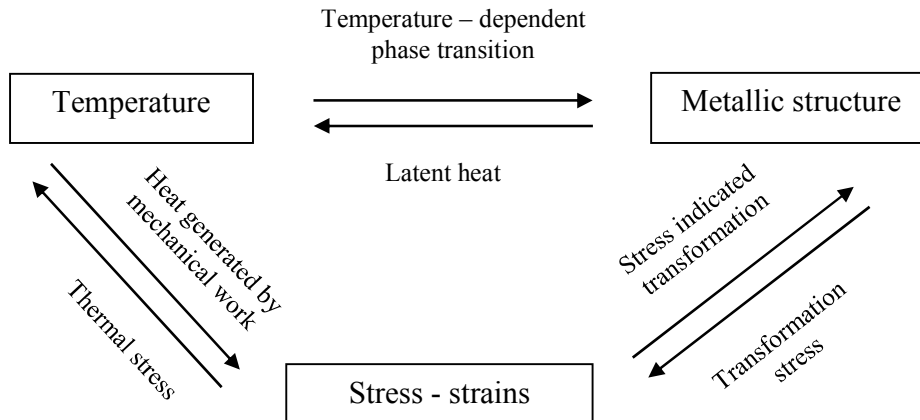 Temperature – dependent
phase transition
Temperature
Metallic structure
Latent heat
Heat generated by
mechanical work
Thermal stress
Stress indicated
transformation
Transformation
stress
Stress - strains